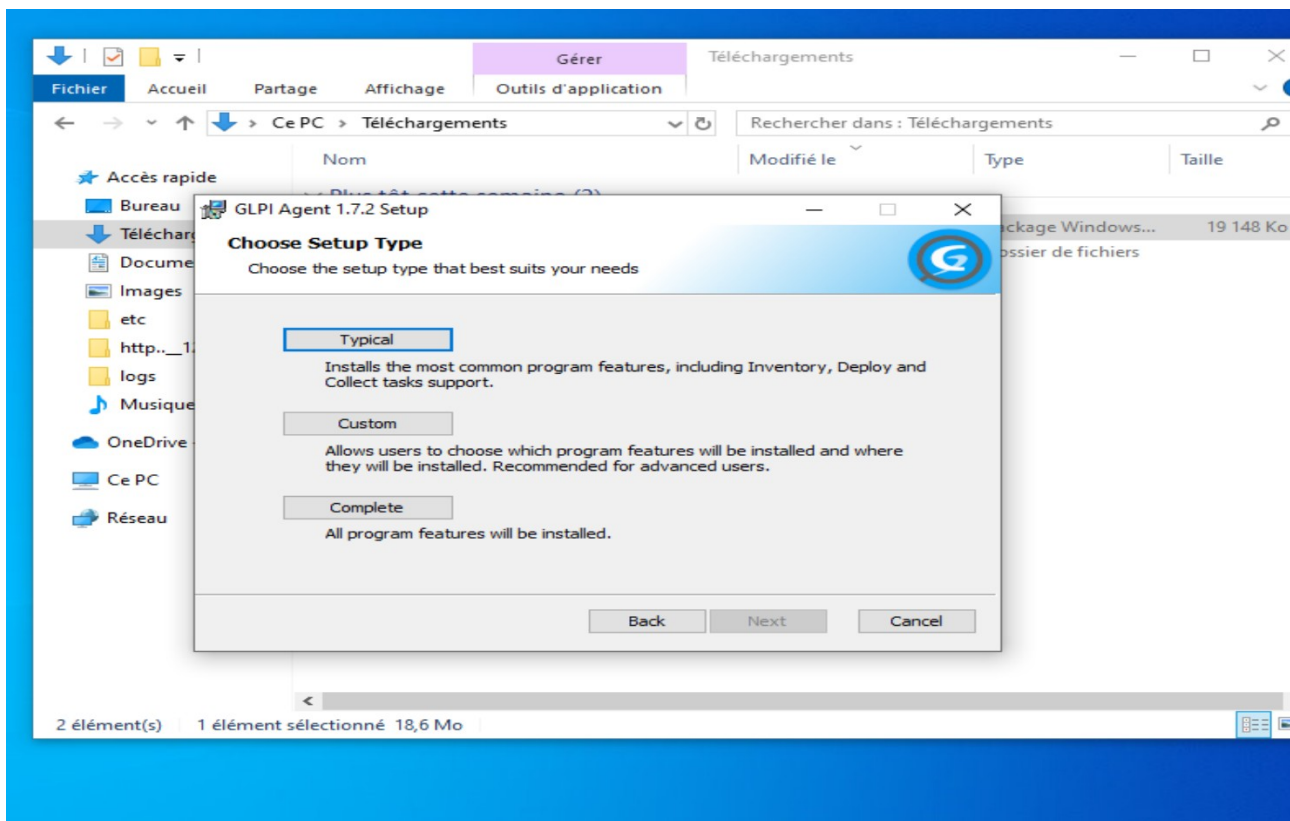 Gérer
Téléchargements
Fichier
Accueil
Partage
Affichage
Outils d'application
Ce PC > Téléchargements
Rechercher dans : Téléchargements
Nom
Modifié le
Type
Taille
Accès rapide
Bureau
Documents
Images
etc
logs
Musique
OneDrive
Ce PC
Réseau
GLPI Agent 1.7.2 Setup
Choose Setup Type
Choose the setup type that best suits your needs
Typical
Installs the most common program features, including Inventory, Deploy and
Collect tasks support.
Custom
Allows users to choose which program features will be installed and where
they will be installed. Recommended for advanced users.
Complete
All program features will be installed.
Back
Next
Cancel
Windows...
19 148 Ko
de fichiers
2 élément(s)
1 élément sélectionné 18,6 Mo